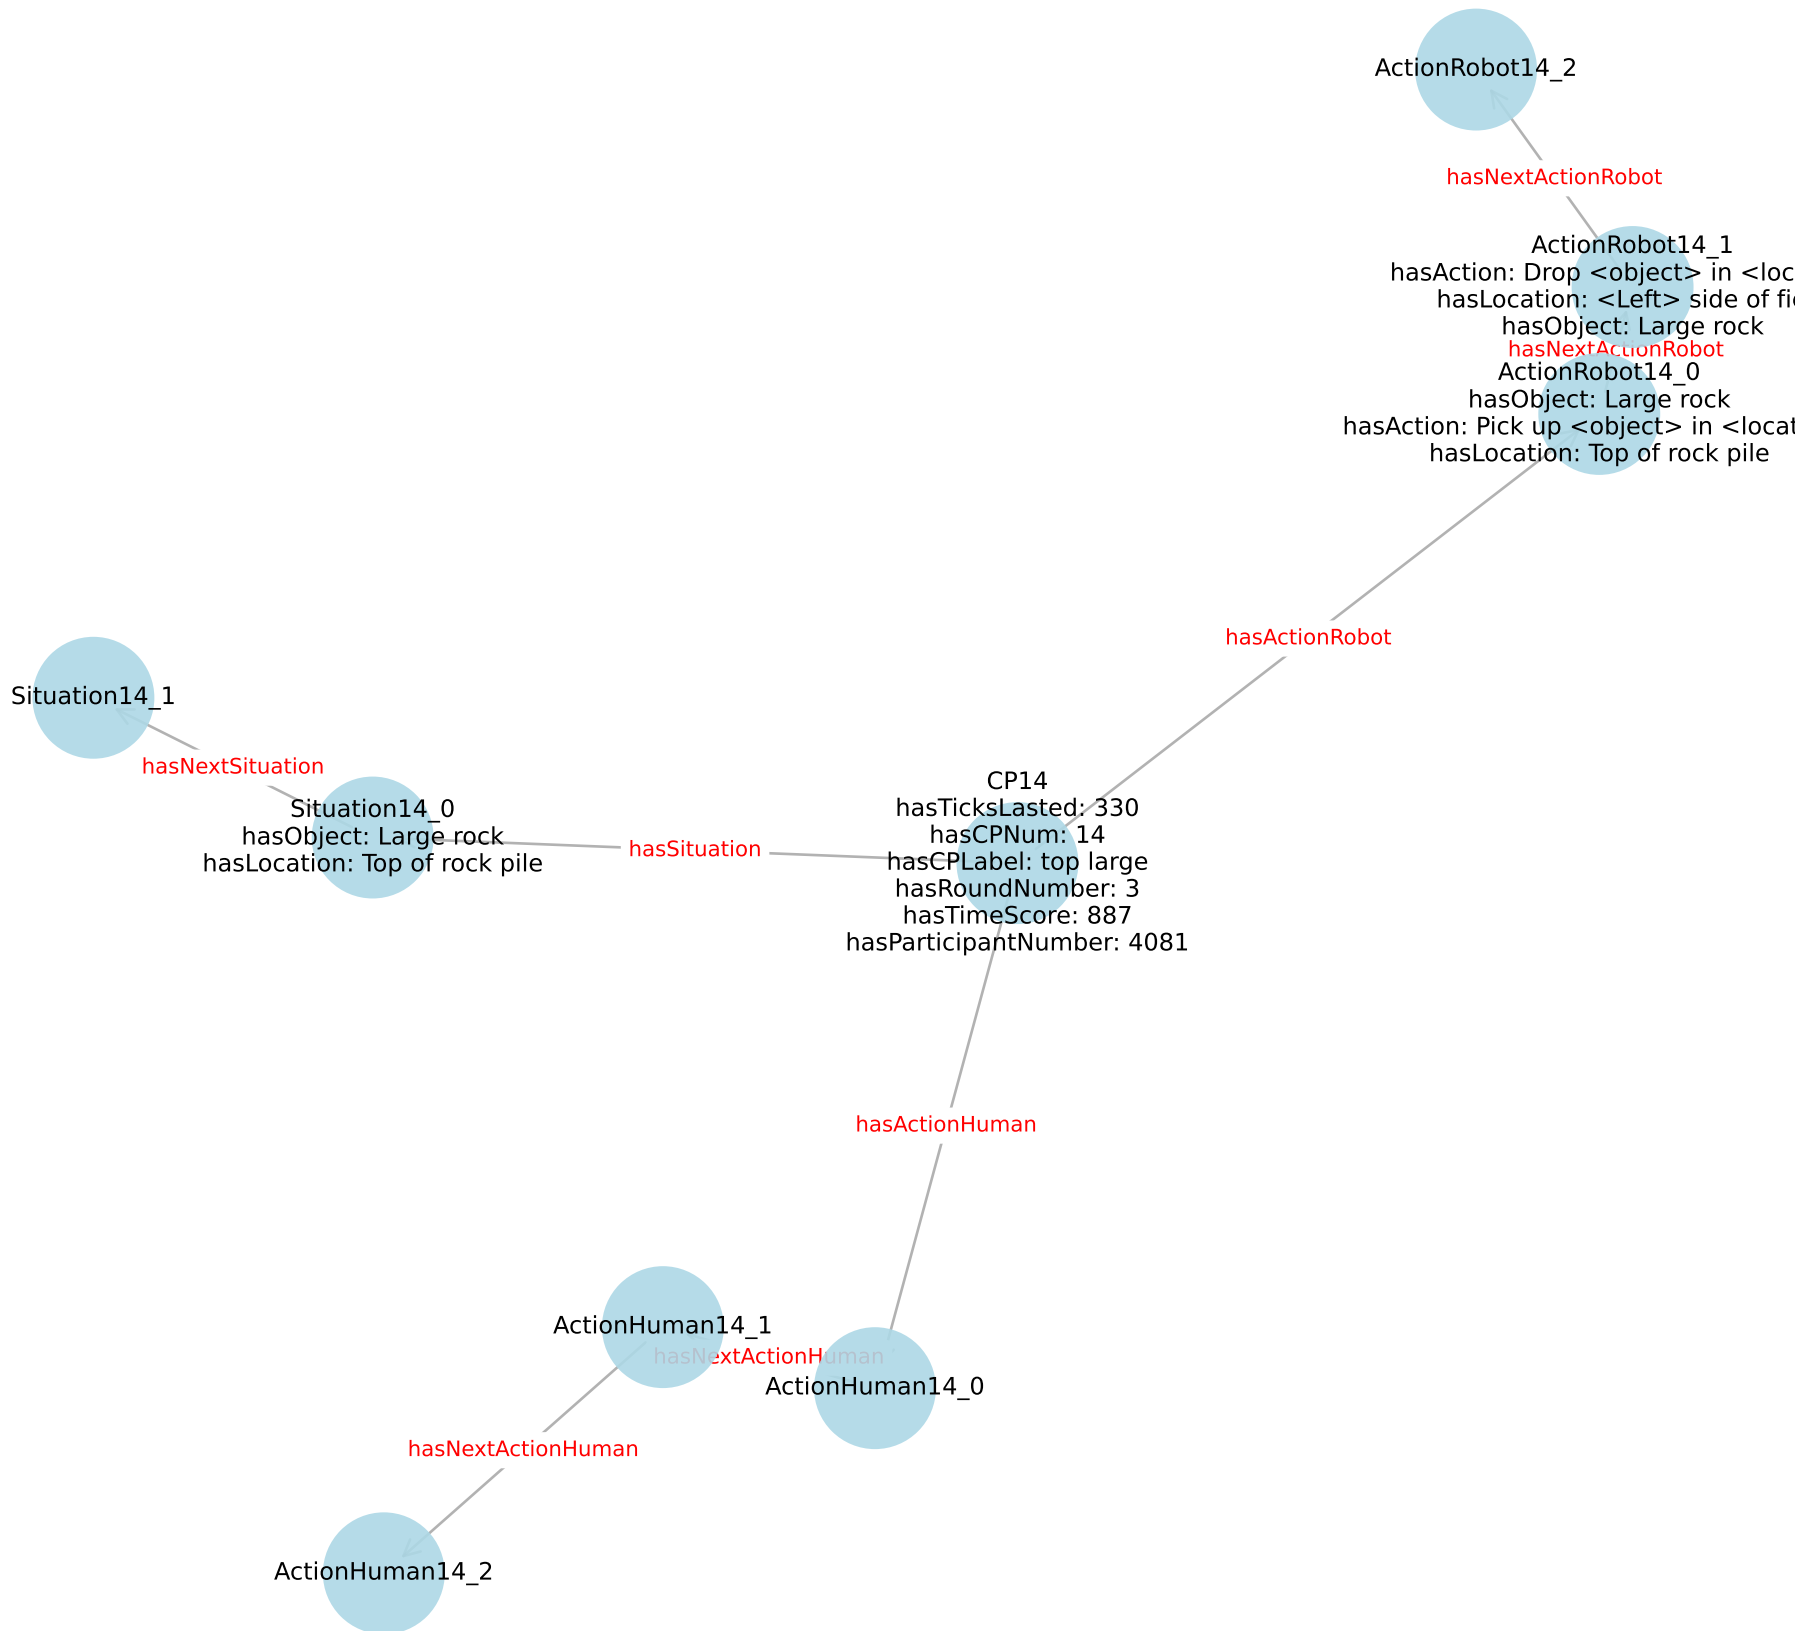 ActionRobot14_2
hasNextActionRobot
ActionRobot14_1
hasAction: Drop <object> in <loc
hasLocation: <Left> side of fi
hasObject: Large rock
hasNextActionRobot
ActionRobot14_0
hasObject: Large rock
hasAction: Pick up <object> in <locat
hasLocation: Top of rock pile
hasActionRobot
Situation14_1
hasNextSituation
Situation14_0
hasObject: Large rock
hasLocation: Top of rock pile
hasSituation
CP14
hasTicksLasted: 330
hasCPNum: 14
hasCPLabel: top large
hasRoundNumber: 3
hasTimeScore: 887
hasParticipantNumber: 4081
hasActionHuman
ActionHuman14_1
hasNextActionHuman
ActionHuman14_0
hasNextActionHuman
ActionHuman14_2